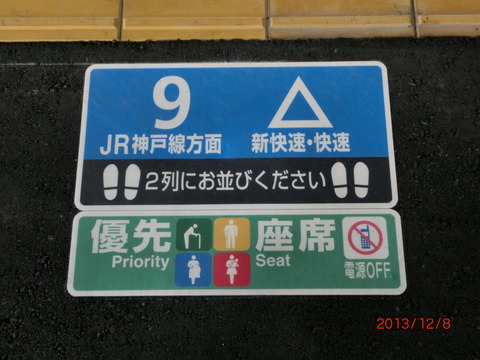 9 △
JR神戸線方面 新快速・快速
2列にお並びください
優先 座席
Priority Seat
電源OFF
2013/12/8